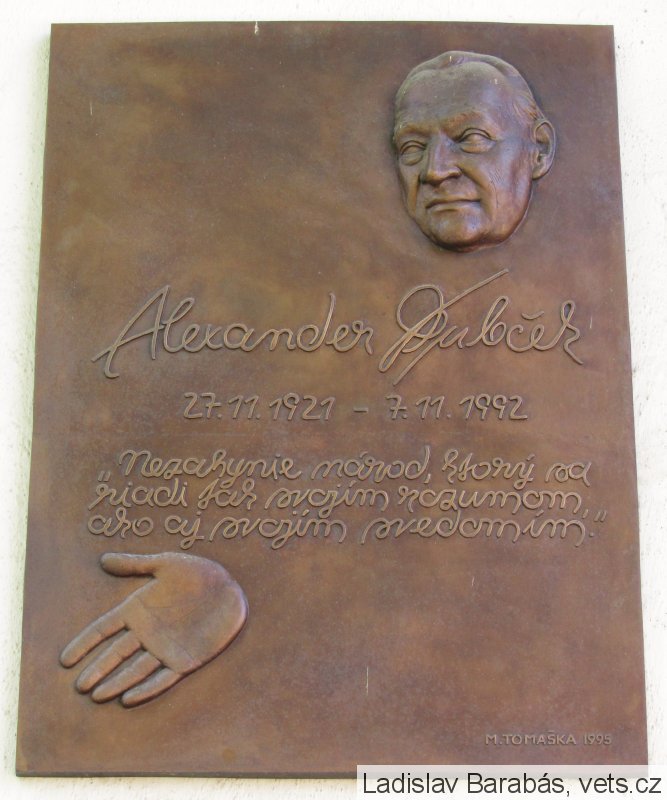 Alexander Dubček
27.11.1921 – 7.11.1992
„Nezahynie národ, ktorý sa
riadi tak svojím rozumom,
ako aj svojím svedomím."
M. TOMAŠKA 1995
Ladislav Barabás, vets.cz